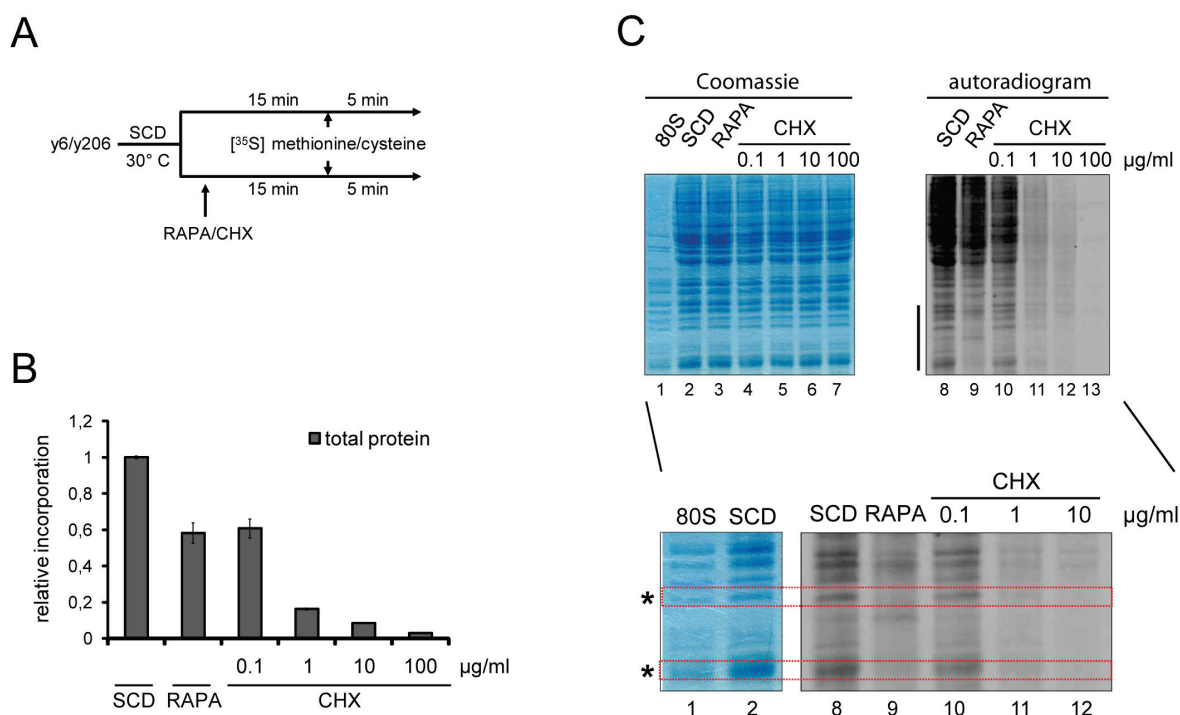 A
15 min
5 min
y6/y206
SCD
30° C
[³⁵S] methionine/cysteine
15 min
5 min
RAPA/CHX
B
1,2
1
0,8
0,6
0,4
0,2
0
relative incorporation
total protein
0.1 1 10 100 µg/ml
SCD RAPA CHX
C
Coomassie
80S SCD RAPA CHX
0.1 1 10 100
1 2 3 4 5 6 7
autoradiogram
SCD RAPA CHX
0.1 1 10 100 µg/ml
8 9 10 11 12 13
80S SCD
*
*
1 2
CHX
SCD RAPA 0.1 1 10 µg/ml
8 9 10 11 12